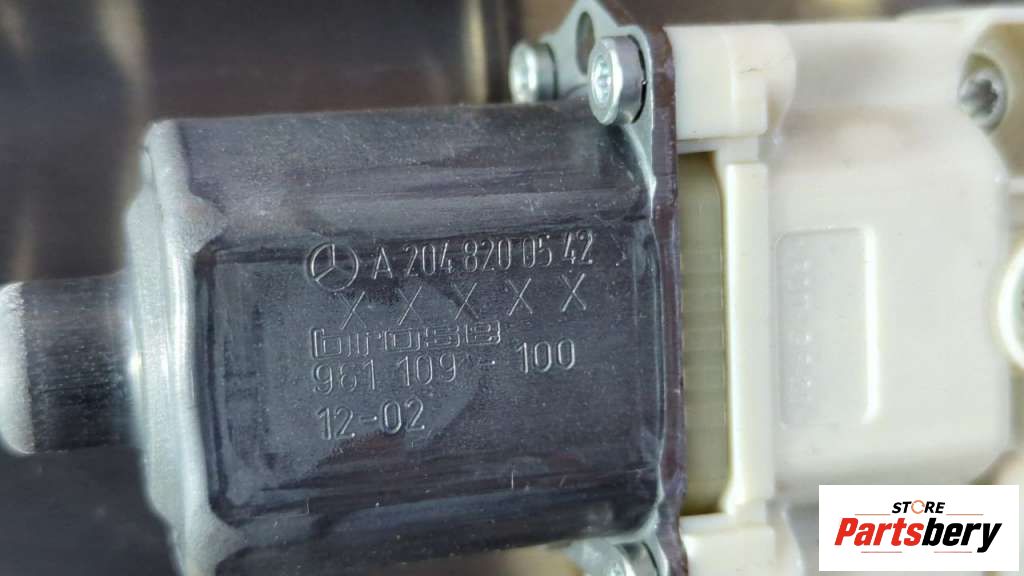 A 204 820 05 42
X X X X X
brose
981 109 - 100
12-02
STORE
Partsbery